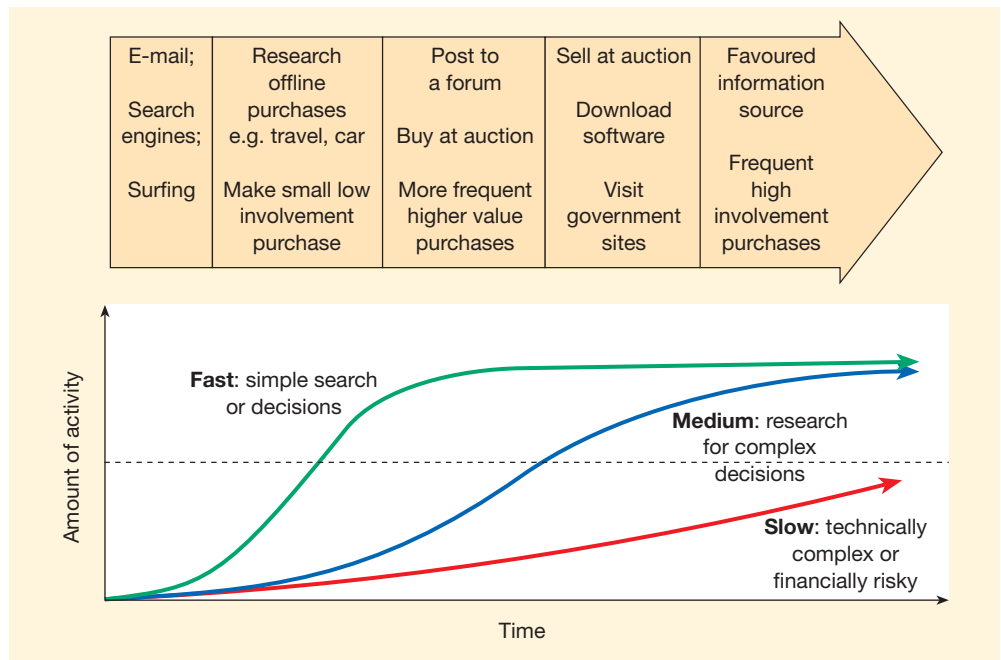 E-mail;
Search
engines;
Surfing
Research
offline
purchases
e.g. travel, car
Make small low
involvement
purchase
Post to
a forum
Buy at auction
More frequent
higher value
purchases
Sell at auction
Download
software
Visit
government
sites
Favoured
information
source
Frequent
high
involvement
purchases
Amount of activity
Fast: simple search
or decisions
Medium: research
for complex
decisions
Slow: technically
complex or
financially risky
Time